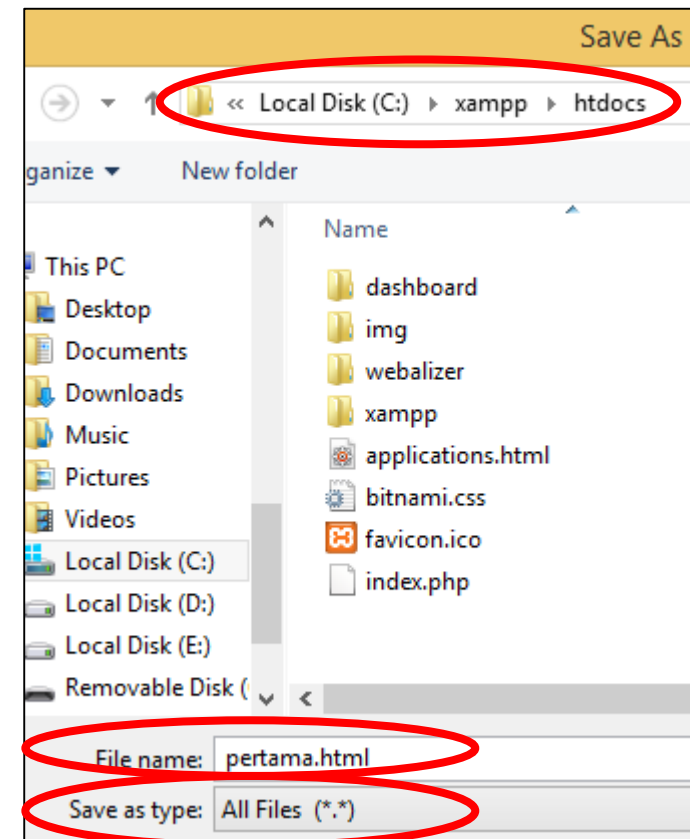 Save As
« Local Disk (C:) xampp htdocs
ganize New folder
Name
This PC
Desktop
Documents
Downloads
Music
Pictures
Videos
Local Disk (C:)
Local Disk (D:)
Local Disk (E:)
Removable Disk (
dashboard
img
webalizer
xampp
applications.html
bitnami.css
favicon.ico
index.php
File name: pertama.html
Save as type: All Files (*.*)